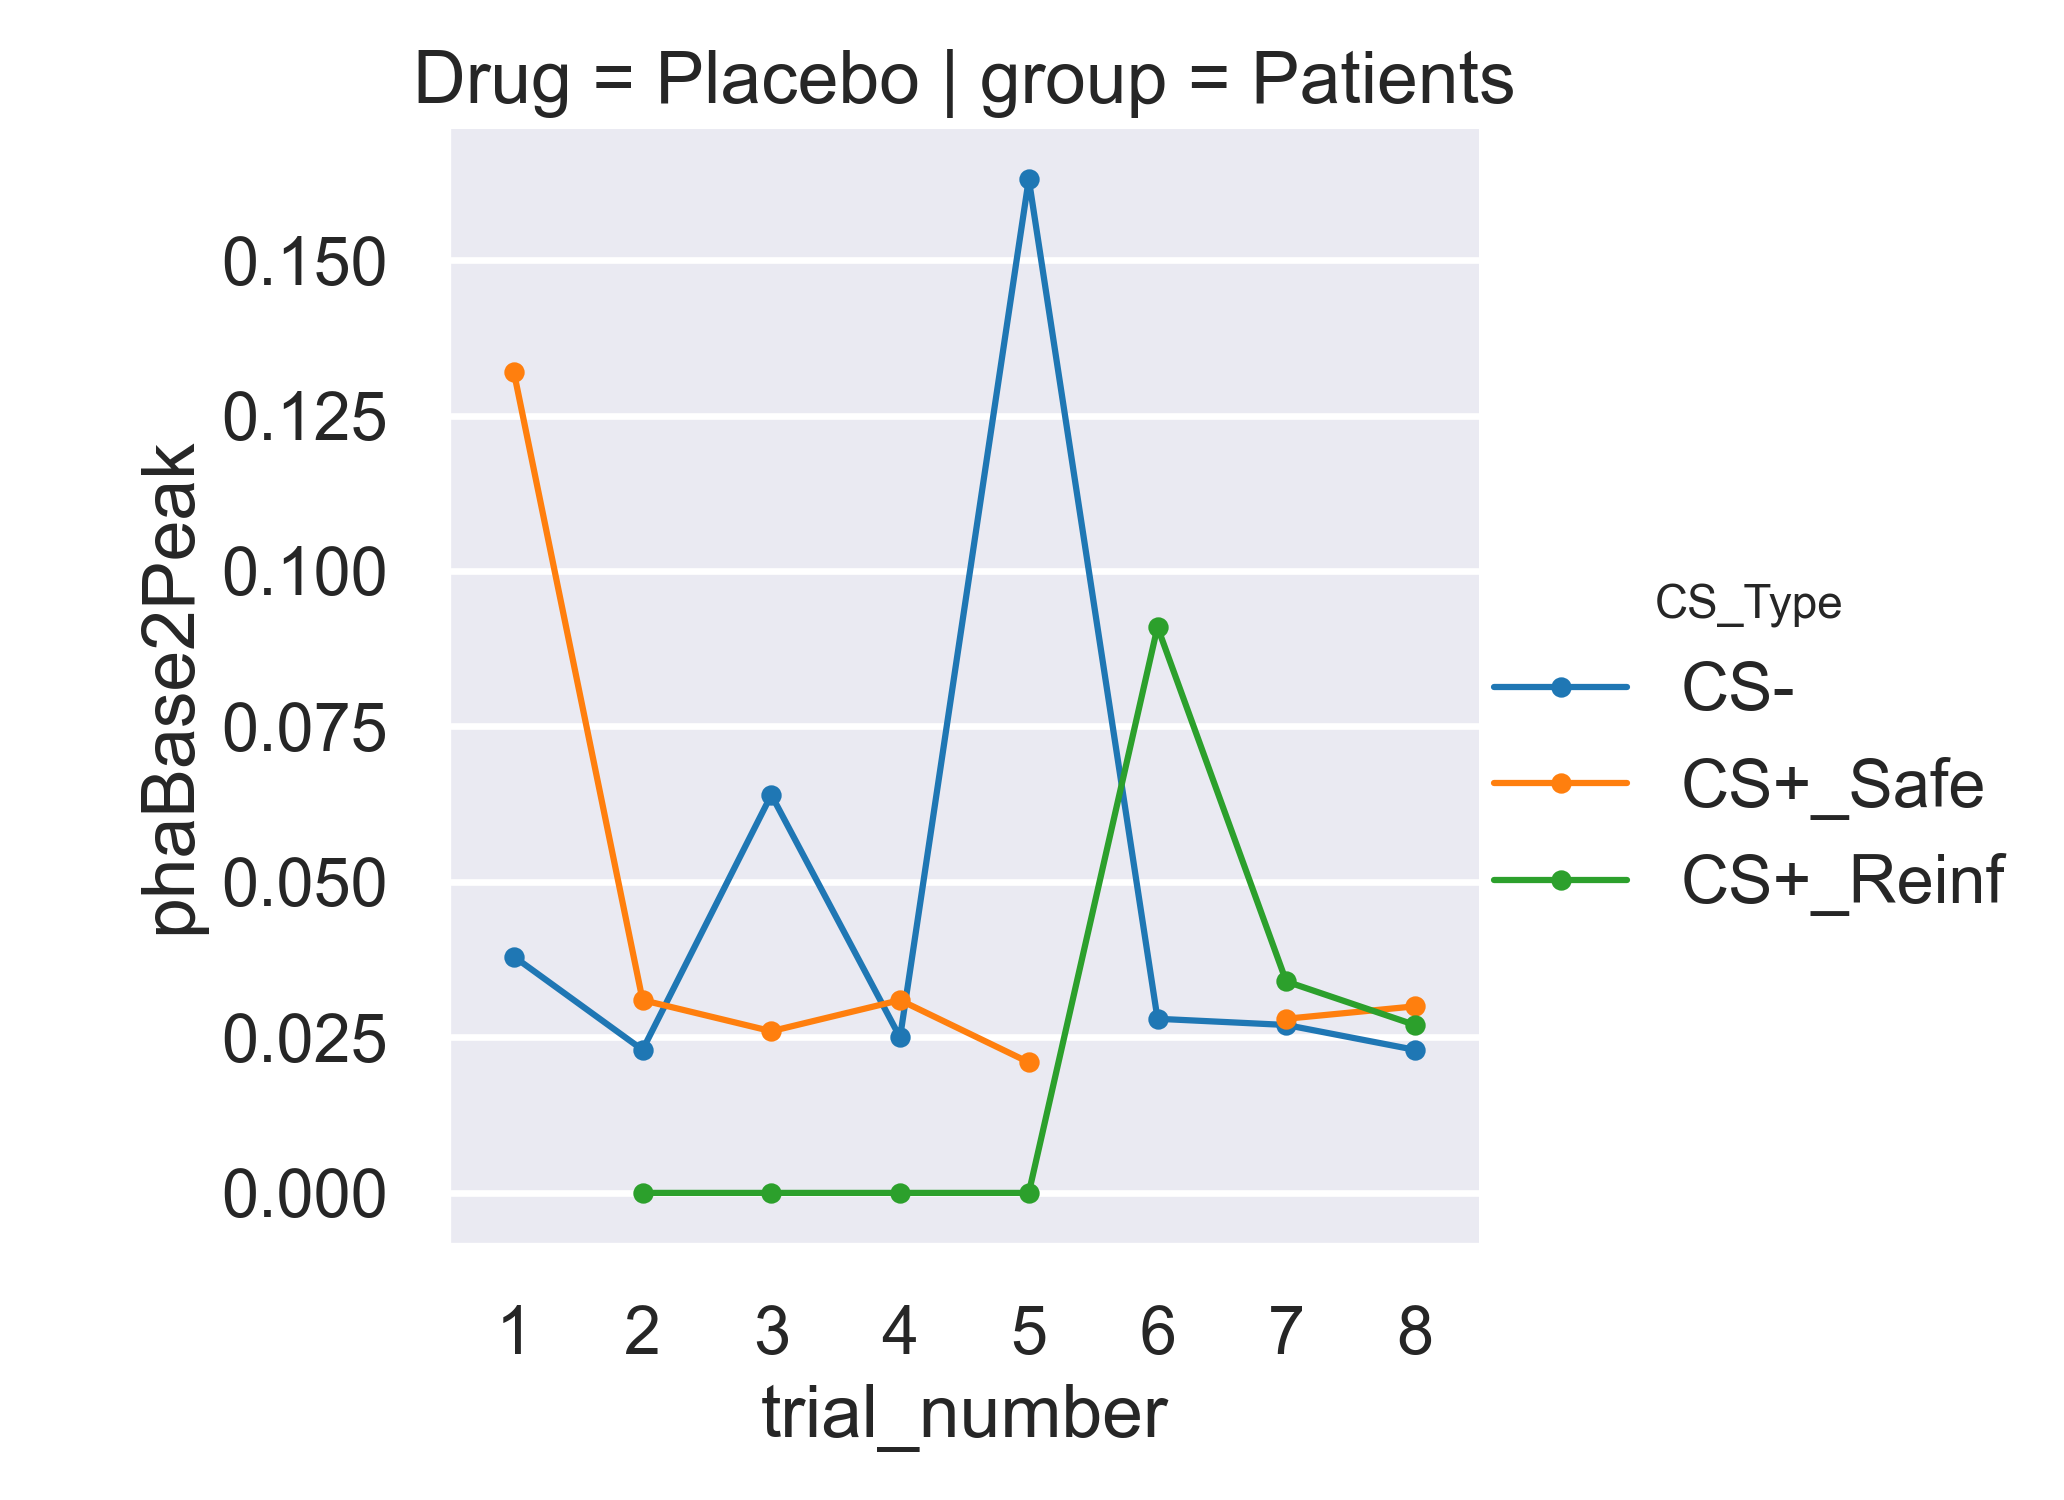 Drug = Placebo | group = Patients
phaBase2Peak
0.150
0.125
0.100
0.075
0.050
0.025
0.000
1 2 3 4 5 6 7 8
trial_number
CS_Type
CS-
CS+_Safe
CS+_Reinf